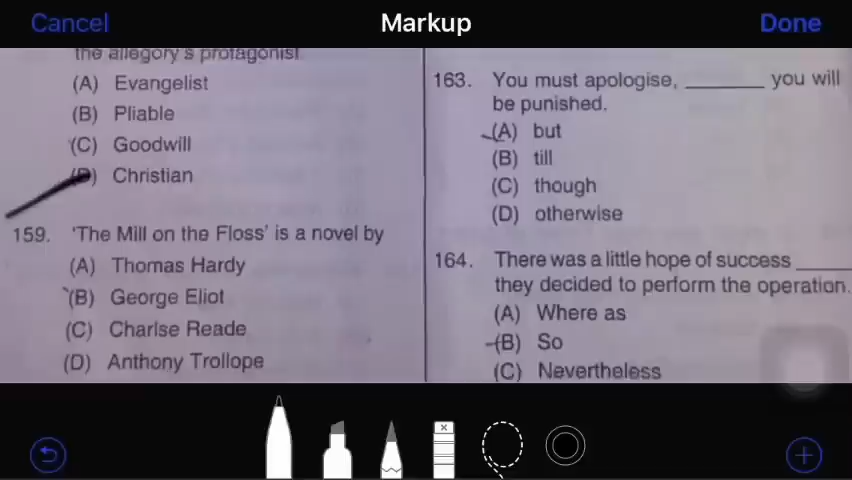 Cancel
Markup
Done
the allegory's protagonist
(A) Evangelist
(B) Pliable
(C) Goodwill
(D) Christian
159. 'The Mill on the Floss' is a novel by
(A) Thomas Hardy
(B) George Eliot
(C) Charlse Reade
(D) Anthony Trollope
163. You must apologise, ________ you will
be punished.
(A) but
(B) till
(C) though
(D) otherwise
164. There was a little hope of success ______
they decided to perform the operation.
(A) Where as
(B) So
(C) Nevertheless